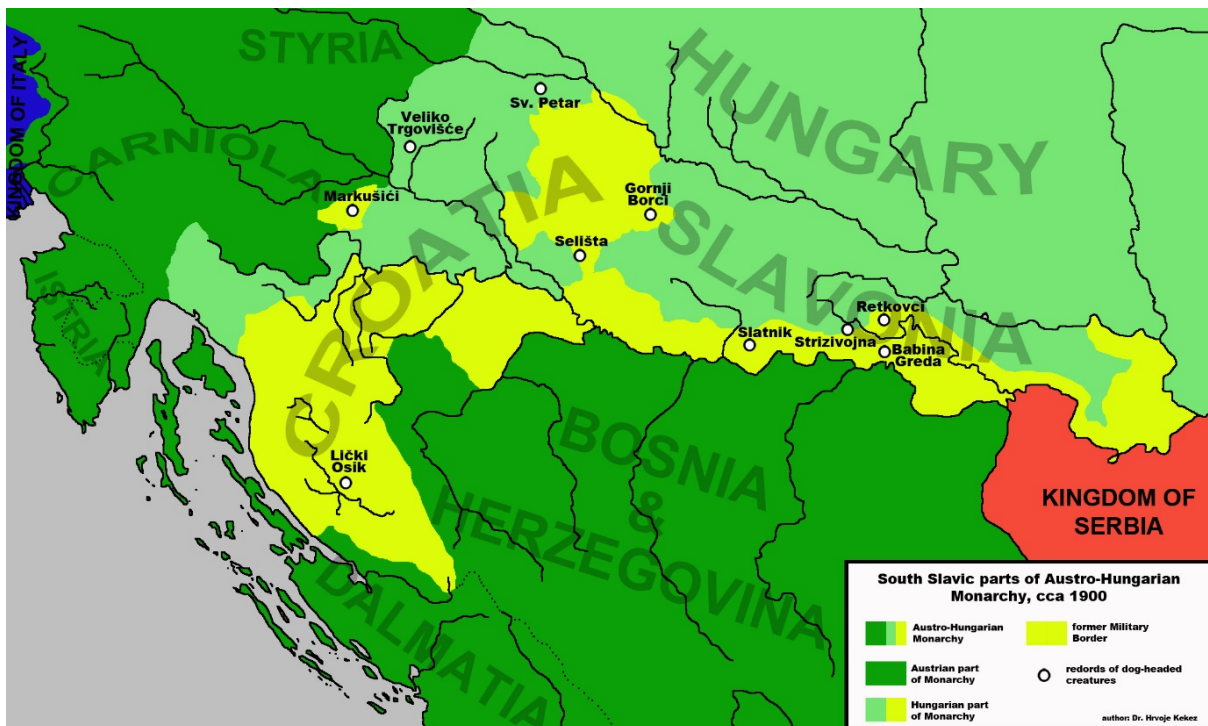 STYRIA
HUNGARY
KINGDOM OF ITALY
Sv. Petar
Veliko
Trgovišće
CARNIOLA
Markušići
CROATIA
Gornji
Borci
SLAVONIA
Selišta
ISTRIA
Retkovci
Slatnik
Strizivojna
Babina
Greda
BOSNIA
&
HERZEGOVINA
Lički
Osik
DALMATIA
KINGDOM OF
SERBIA
South Slavic parts of Austro-Hungarian
Monarchy, cca 1900
Austro-Hungarian
Monarchy
former Military
Border
Austrian part
of Monarchy
redords of dog-headed
creatures
Hungarian part
of Monarchy
author: Dr. Hrvoje Kekez